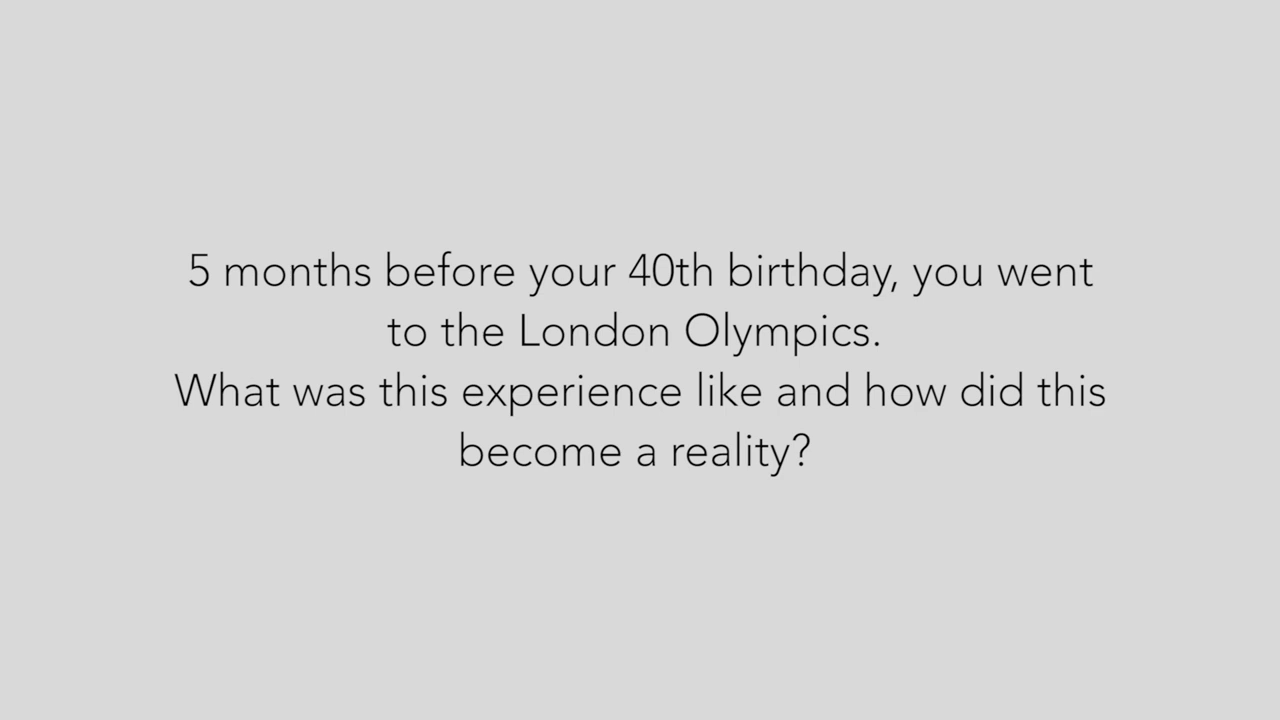 5 months before your 40th birthday, you went
to the London Olympics.
What was this experience like and how did this
become a reality?